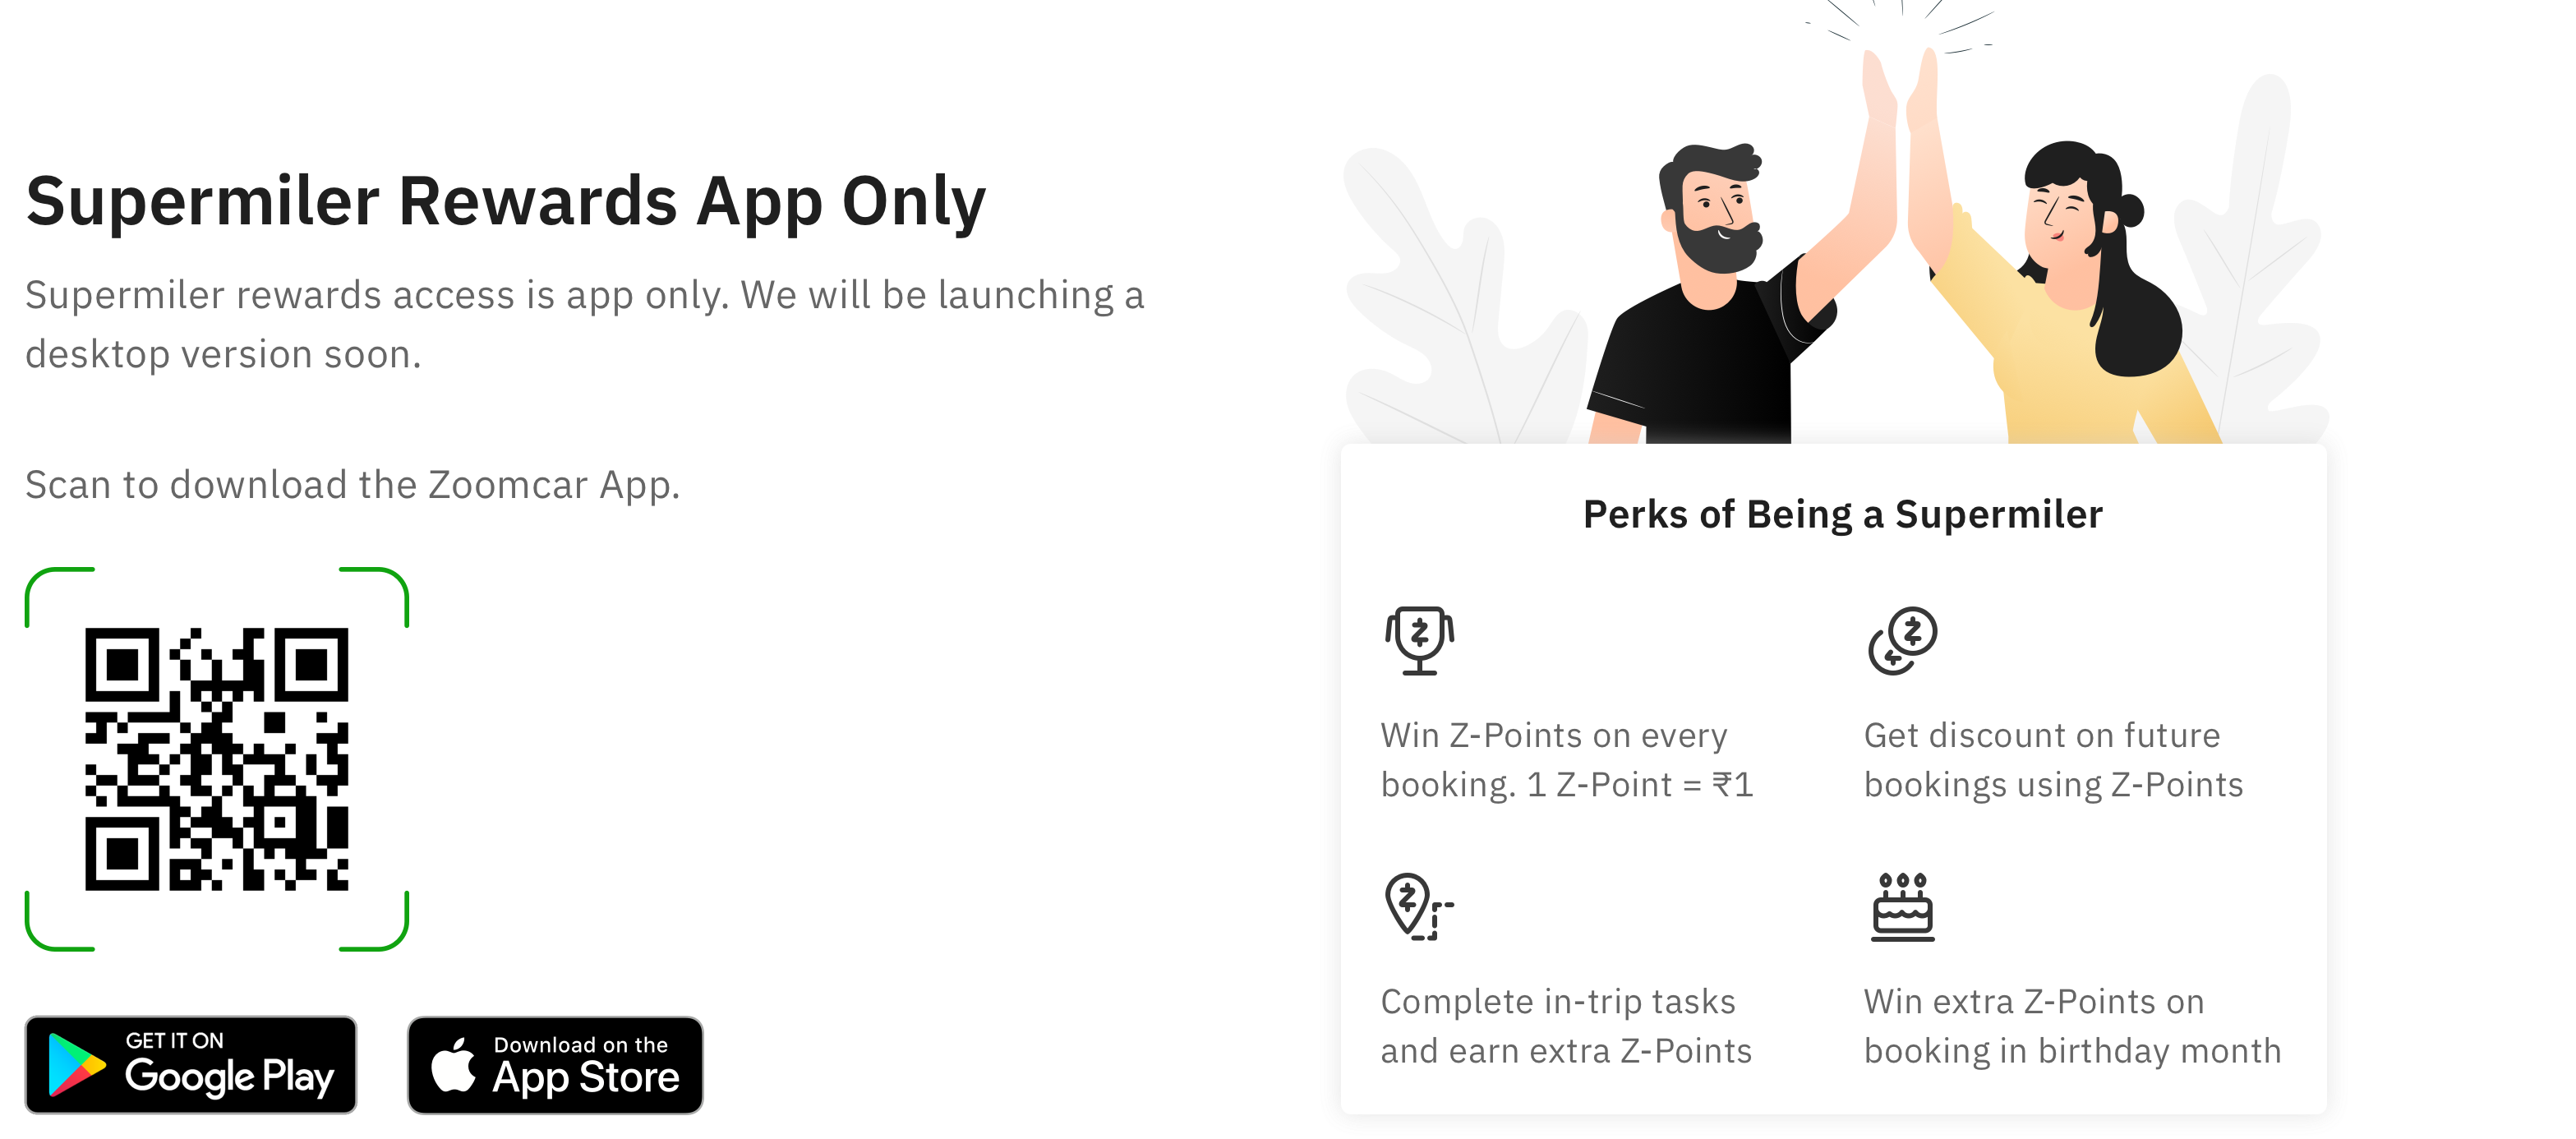 Supermiler Rewards App Only
Supermiler rewards access is app only. We will be launching a
desktop version soon.
Scan to download the Zoomcar App.
GET IT ON
Google Play
Download on the
App Store
Perks of Being a Supermiler
Win Z-Points on every
booking. 1 Z-Point = ₹1
Get discount on future
bookings using Z-Points
Complete in-trip tasks
and earn extra Z-Points
Win extra Z-Points on
booking in birthday month